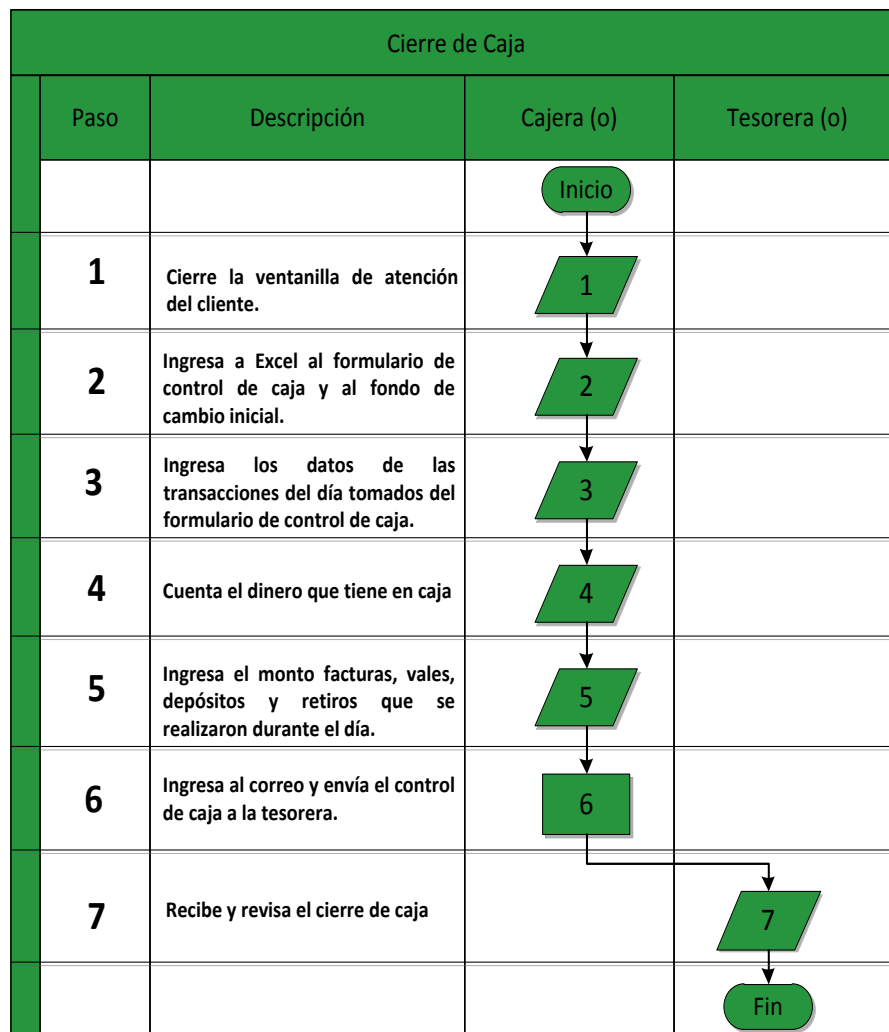 Cierre de Caja
Paso
Descripción
Cajera (o)
Tesorera (o)
Inicio
1
Cierre la ventanilla de atención
del cliente.
1
2
Ingresa a Excel al formulario de
control de caja y al fondo de
cambio inicial.
2
3
Ingresa los datos de las
transacciones del día tomados del
formulario de control de caja.
3
4
Cuenta el dinero que tiene en caja
4
5
Ingresa el monto facturas, vales,
depósitos y retiros que se
realizaron durante el día.
5
6
Ingresa al correo y envía el control
de caja a la tesorera.
6
7
Recibe y revisa el cierre de caja
7
Fin